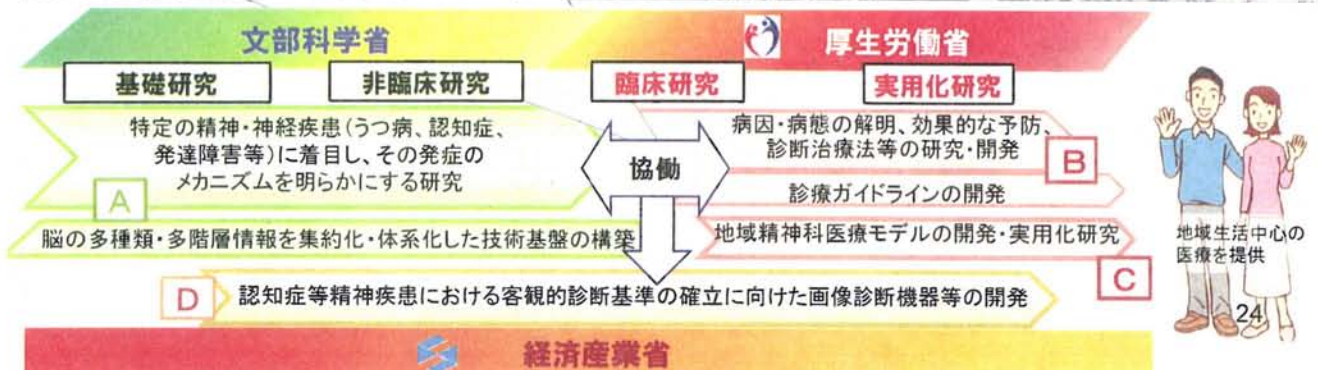 文部科学省
厚生労働省
基礎研究
非臨床研究
臨床研究
実用化研究
特定の精神・神経疾患(うつ病、認知症、
発達障害等)に着目し、その発症の
メカニズムを明らかにする研究
A
協働
病因・病態の解明、効果的な予防、
診断治療法等の研究・開発
B
診療ガイドラインの開発
脳の多種類・多階層情報を集約化・体系化した技術基盤の構築
地域精神科医療モデルの開発・実用化研究
C
地域生活中心の
医療を提供
D
認知症等精神疾患における客観的診断基準の確立に向けた画像診断機器等の開発
24
経済産業省